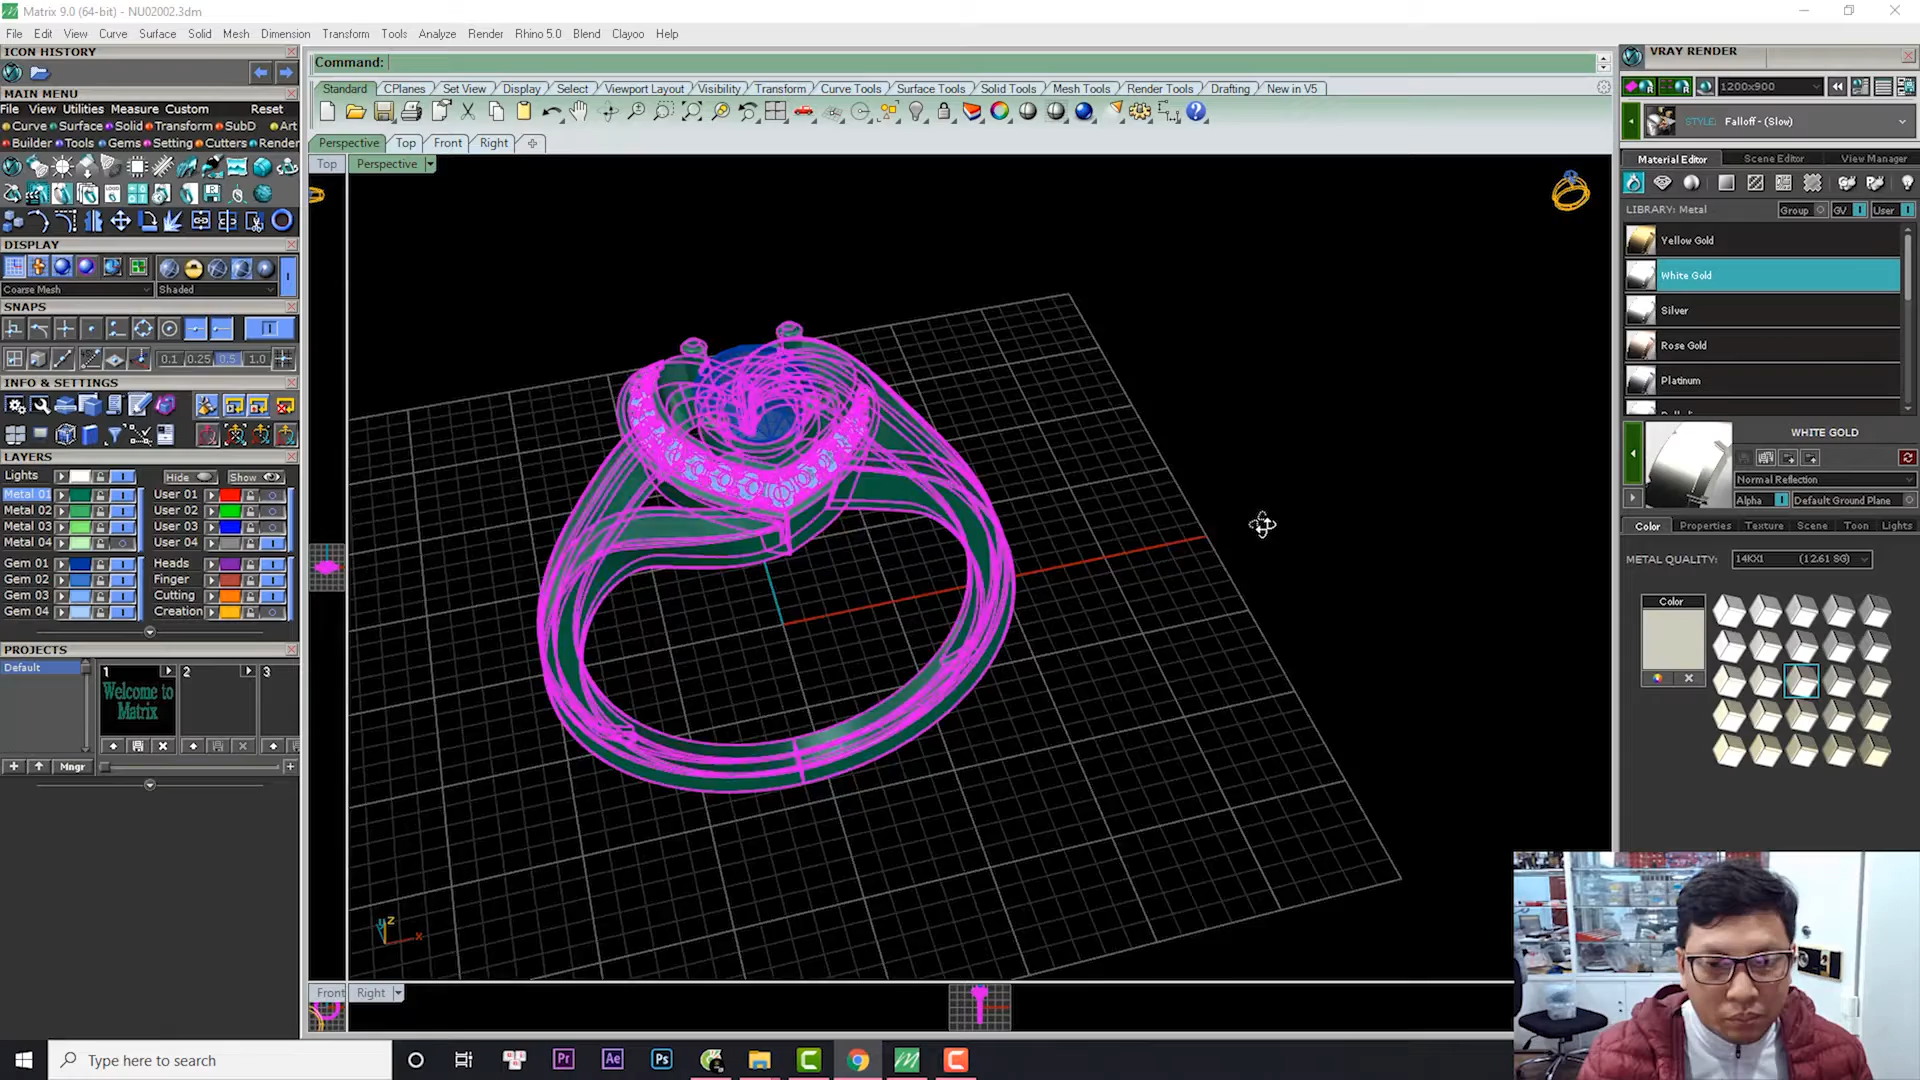 Matrix 9.0 (64-bit) - NU02002.3dm
File Edit View Curve Surface Solid Mesh Dimension Transform Tools Analyze Render Rhino 5.0 Blend Clayoo Help
ICON HISTORY
MAIN MENU
File View Utilities Measure Custom Reset
Curve Surface Solid Transform SubD Art
Builder Tools Gems Setting Cutters Render
DISPLAY
Coarse Mesh Shaded
SNAPS
0.1 0.25 0.5 1.0
INFO & SETTINGS
LAYERS
Lights Hide Show
Metal 01 User 01
Metal 02 User 02
Metal 03 User 03
Metal 04 User 04
Gem 01 Heads
Gem 02 Finger
Gem 03 Cutting
Gem 04 Creation
PROJECTS
Default
1 2 3
Welcome to
Matrix
Mngr
Command:
Standard CPlanes Set View Display Select Viewport Layout Visibility Transform Curve Tools Surface Tools Solid Tools Mesh Tools Render Tools Drafting New in V5
Perspective Top Front Right
Top Perspective
z
x
Front Right
VRAY RENDER
1200x900
STYLE: Falloff - (Slow)
Material Editor Scene Editor View Manager
LIBRARY: Metal Group GV User
Yellow Gold
White Gold
Silver
Rose Gold
Platinum
WHITE GOLD
Normal Reflection
Alpha Default Ground Plane
Color Properties Texture Scene Toon Lights
METAL QUALITY: 14KX1 (12.61 SG)
Color
Type here to search
Pr Ae Ps